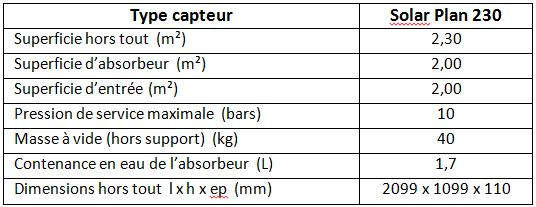 Type capteur Solar Plan 230
Superficie hors tout (m²) 2,30
Superficie d'absorbeur (m²) 2,00
Superficie d'entrée (m²) 2,00
Pression de service maximale (bars) 10
Masse à vide (hors support) (kg) 40
Contenance en eau de l'absorbeur (L) 1,7
Dimensions hors tout l x h x ep (mm) 2099 x 1099 x 110